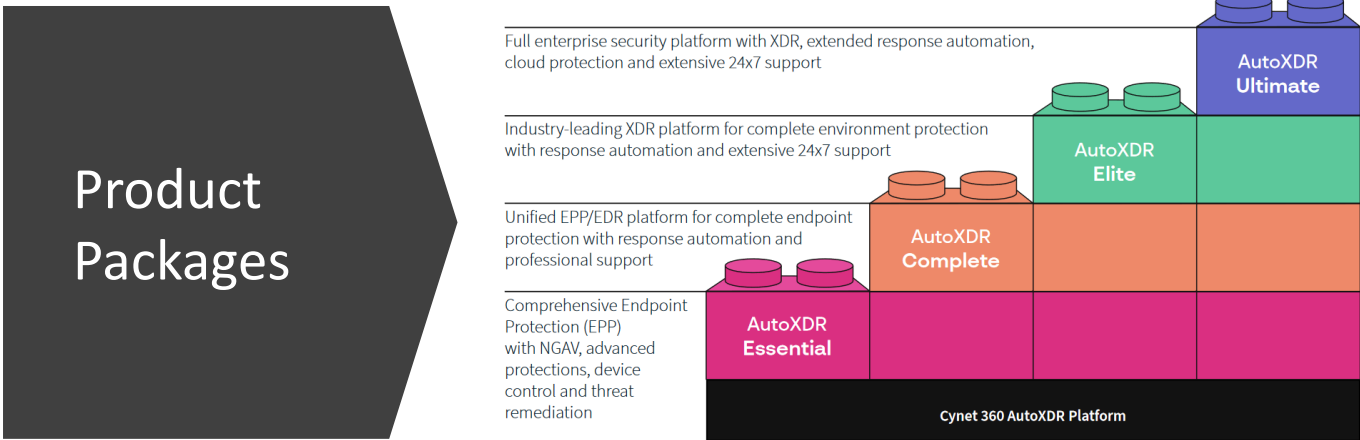 Product
Packages
Full enterprise security platform with XDR, extended response automation,
cloud protection and extensive 24x7 support
AutoXDR
Ultimate
Industry-leading XDR platform for complete environment protection
with response automation and extensive 24x7 support
AutoXDR
Elite
Unified EPP/EDR platform for complete endpoint
protection with response automation and
professional support
AutoXDR
Complete
Comprehensive Endpoint
Protection (EPP)
with NGAV, advanced
protections, device
control and threat
remediation
AutoXDR
Essential
Cynet 360 AutoXDR Platform